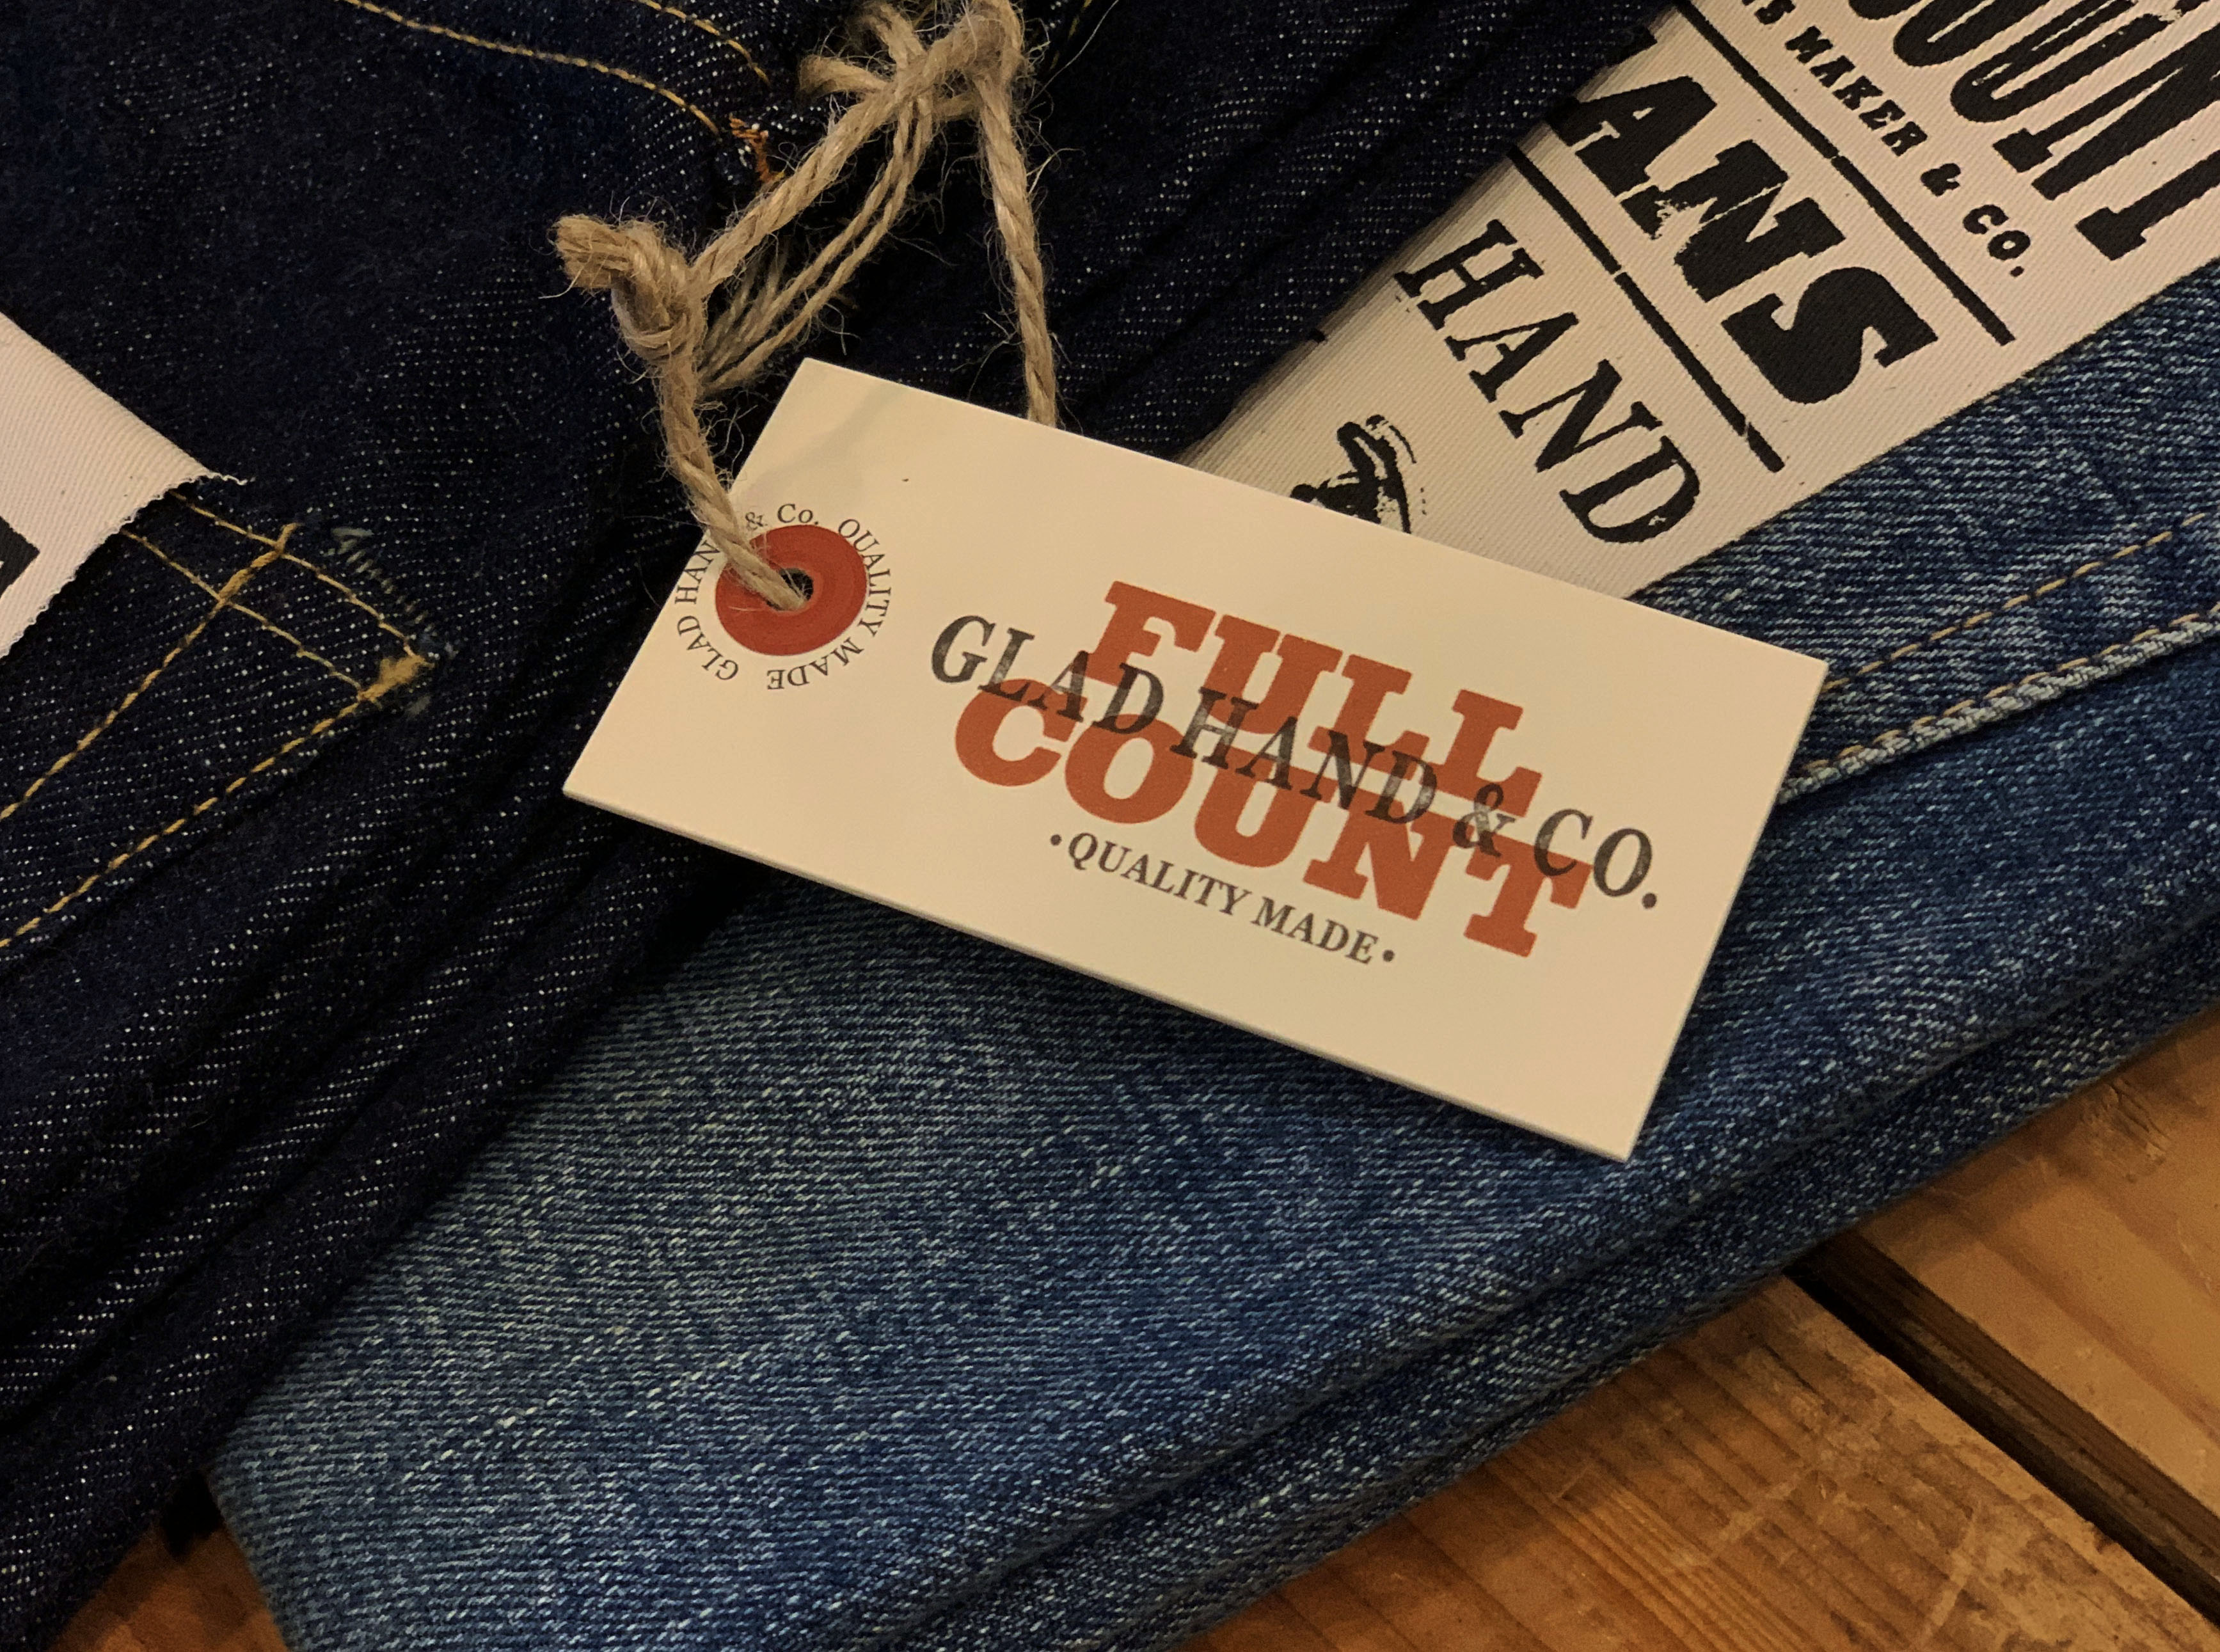 MAKER & CO.
ANS
HAND
GLAD HAND & Co. QUALITY MADE
FULL
GLAD HAND & CO.
COUNT
•QUALITY MADE•